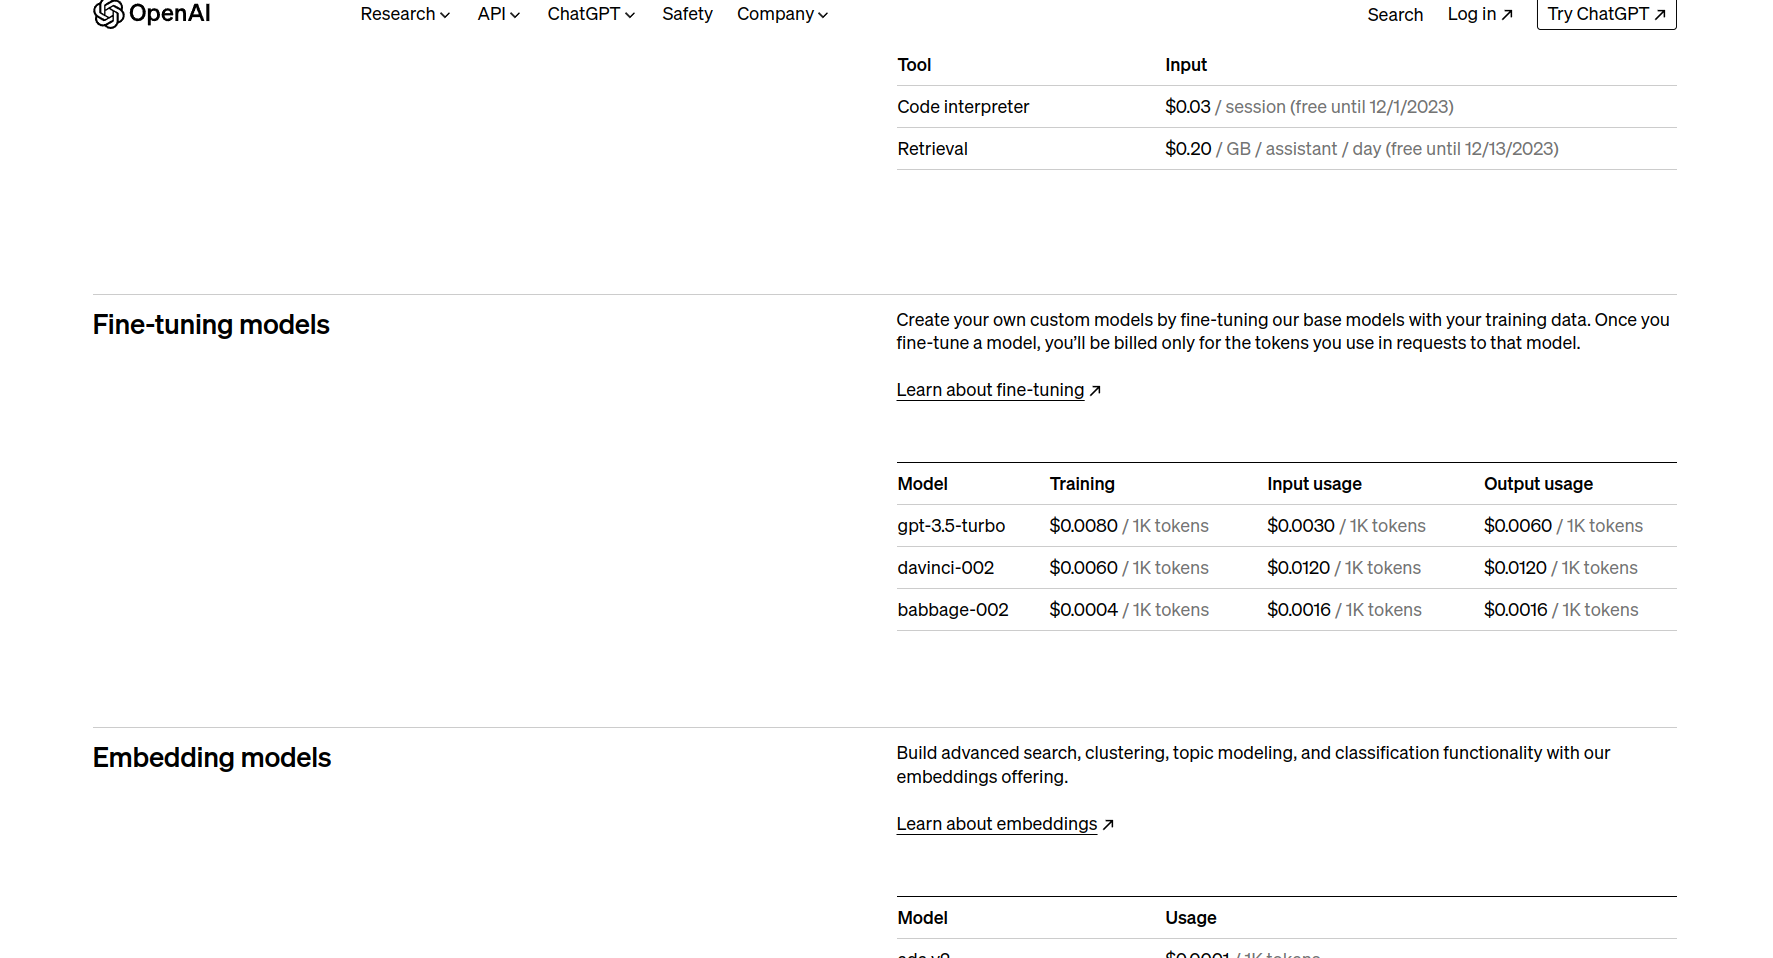 OpenAI
Research API ChatGPT Safety Company Search Log in ↗ Try ChatGPT ↗
Tool Input
Code interpreter $0.03 / session (free until 12/1/2023)
Retrieval $0.20 / GB / assistant / day (free until 12/13/2023)
Fine-tuning models
Create your own custom models by fine-tuning our base models with your training data. Once you
fine-tune a model, you’ll be billed only for the tokens you use in requests to that model.
Learn about fine-tuning ↗
Model Training Input usage Output usage
gpt-3.5-turbo $0.0080 / 1K tokens $0.0030 / 1K tokens $0.0060 / 1K tokens
davinci-002 $0.0060 / 1K tokens $0.0120 / 1K tokens $0.0120 / 1K tokens
babbage-002 $0.0004 / 1K tokens $0.0016 / 1K tokens $0.0016 / 1K tokens
Embedding models
Build advanced search, clustering, topic modeling, and classification functionality with our
embeddings offering.
Learn about embeddings ↗
Model Usage
ada v2 $0.0001 / 1K tokens